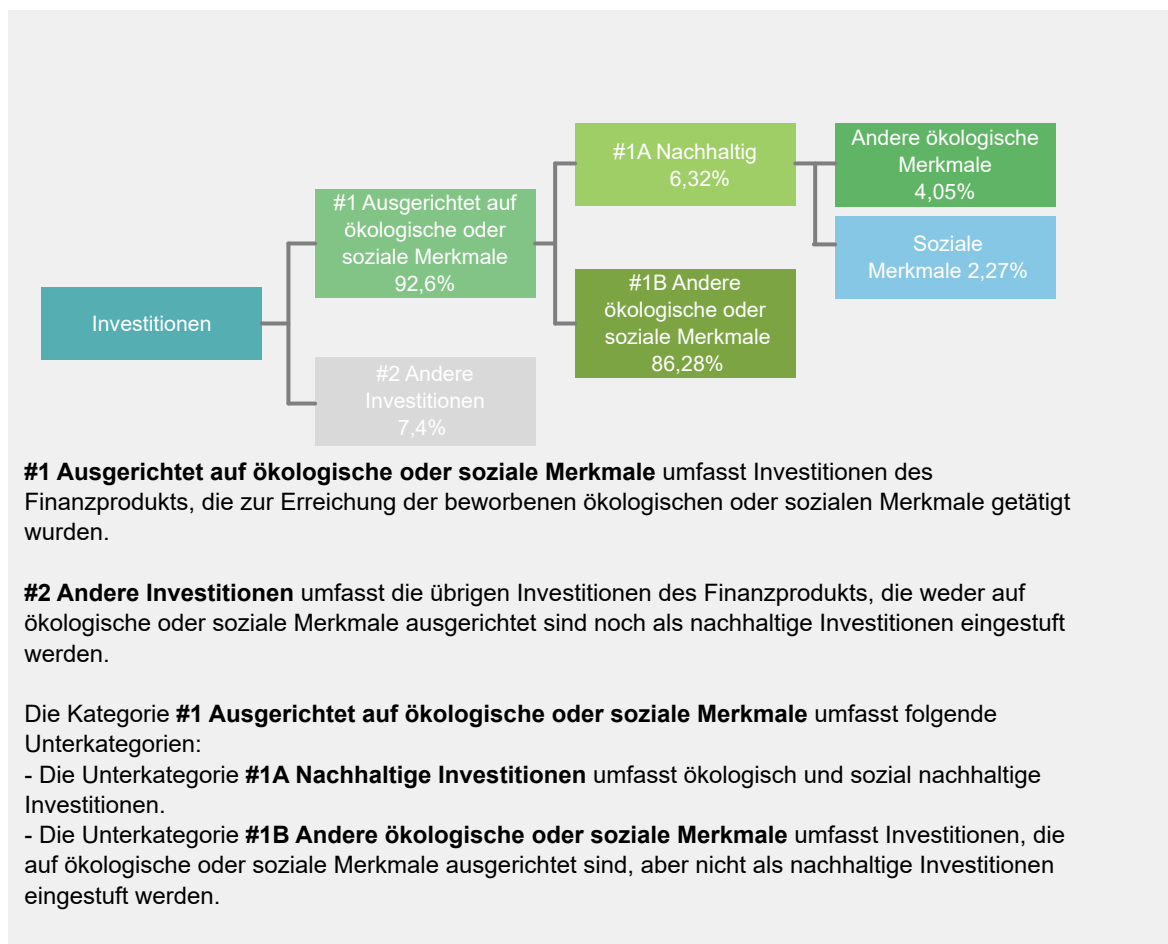 Investitionen
#1 Ausgerichtet auf
ökologische oder
soziale Merkmale
92,6%
#2 Andere
Investitionen
7,4%
#1A Nachhaltig
6,32%
#1B Andere
ökologische oder
soziale Merkmale
86,28%
Andere ökologische
Merkmale
4,05%
Soziale
Merkmale 2,27%
#1 Ausgerichtet auf ökologische oder soziale Merkmale umfasst Investitionen des
Finanzprodukts, die zur Erreichung der beworbenen ökologischen oder sozialen Merkmale getätigt
wurden.
#2 Andere Investitionen umfasst die übrigen Investitionen des Finanzprodukts, die weder auf
ökologische oder soziale Merkmale ausgerichtet sind noch als nachhaltige Investitionen eingestuft
werden.
Die Kategorie #1 Ausgerichtet auf ökologische oder soziale Merkmale umfasst folgende
Unterkategorien:
- Die Unterkategorie #1A Nachhaltige Investitionen umfasst ökologisch und sozial nachhaltige
Investitionen.
- Die Unterkategorie #1B Andere ökologische oder soziale Merkmale umfasst Investitionen, die
auf ökologische oder soziale Merkmale ausgerichtet sind, aber nicht als nachhaltige Investitionen
eingestuft werden.